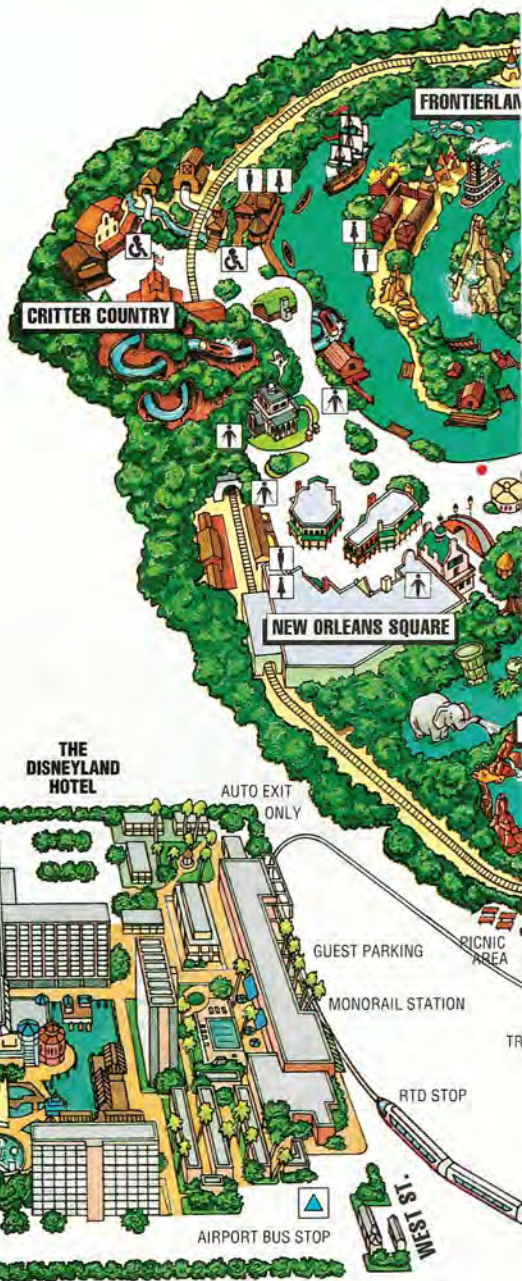 FRONTIERLAN
CRITTER COUNTRY
NEW ORLEANS SQUARE
THE
DISNEYLAND
HOTEL
AUTO EXIT
ONLY
GUEST PARKING
PICNIC
AREA
MONORAIL STATION
TR
RTD STOP
WEST ST.
AIRPORT BUS STOP